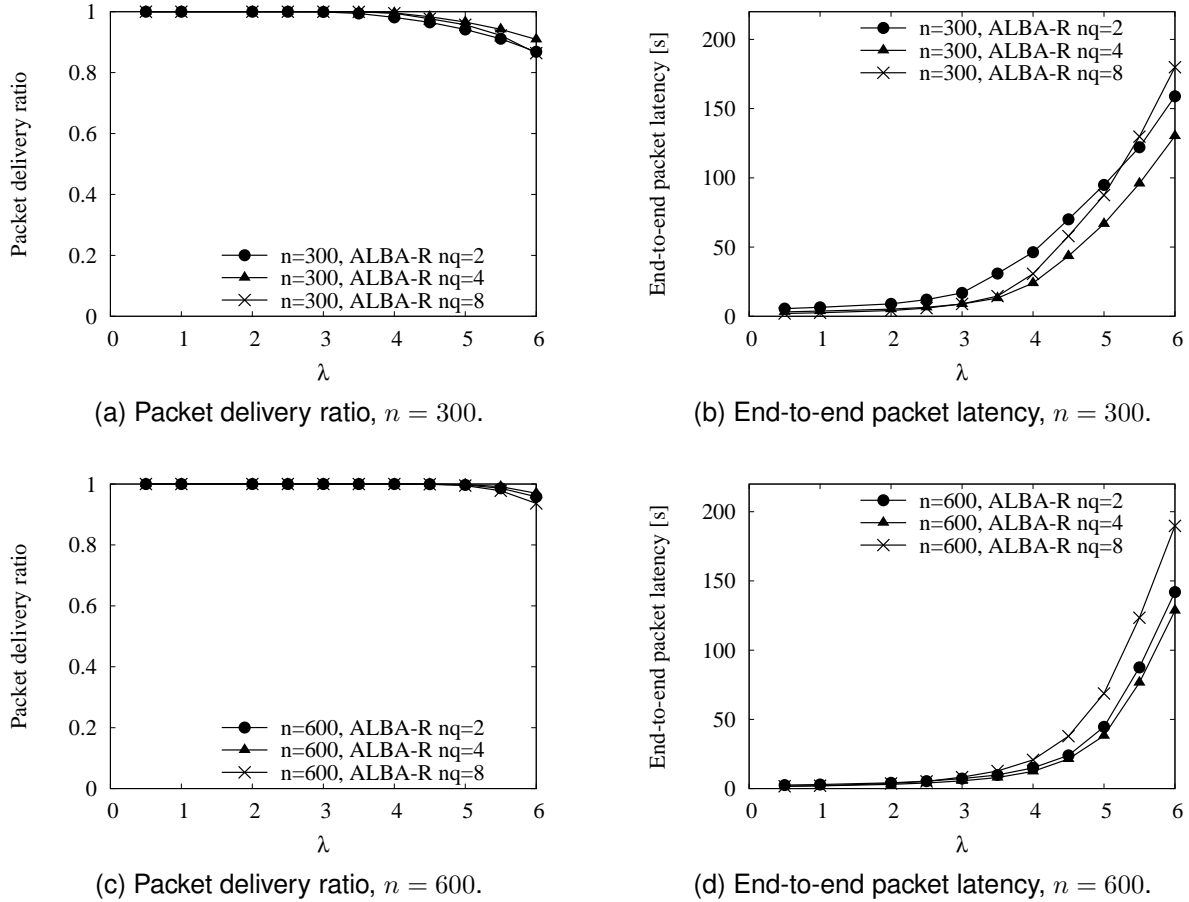 Packet delivery ratio
1
0.8
0.6
0.4
0.2
0
n=300, ALBA-R nq=2
n=300, ALBA-R nq=4
n=300, ALBA-R nq=8
0 1 2 3 4 5 6
λ
(a) Packet delivery ratio, n = 300.
End-to-end packet latency [s]
200
150
100
50
0
n=300, ALBA-R nq=2
n=300, ALBA-R nq=4
n=300, ALBA-R nq=8
0 1 2 3 4 5 6
λ
(b) End-to-end packet latency, n = 300.
Packet delivery ratio
1
0.8
0.6
0.4
0.2
0
n=600, ALBA-R nq=2
n=600, ALBA-R nq=4
n=600, ALBA-R nq=8
0 1 2 3 4 5 6
λ
(c) Packet delivery ratio, n = 600.
End-to-end packet latency [s]
200
150
100
50
0
n=600, ALBA-R nq=2
n=600, ALBA-R nq=4
n=600, ALBA-R nq=8
0 1 2 3 4 5 6
λ
(d) End-to-end packet latency, n = 600.